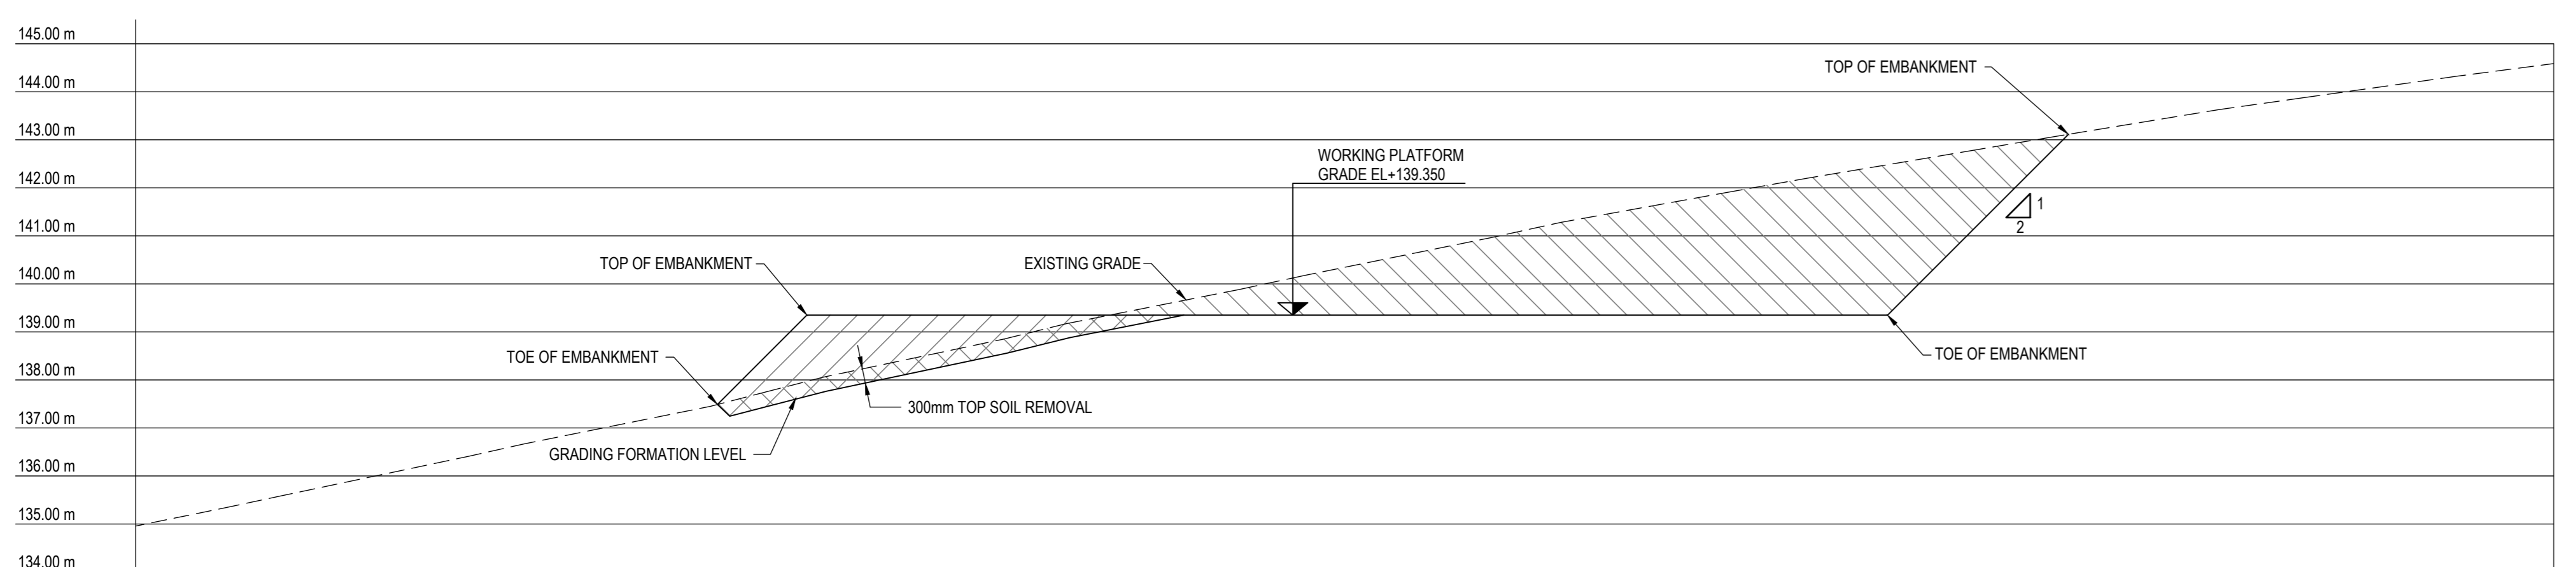 145.00 m
144.00 m
143.00 m
142.00 m
141.00 m
140.00 m
139.00 m
138.00 m
137.00 m
136.00 m
135.00 m
134.00 m
TOP OF EMBANKMENT
WORKING PLATFORM
GRADE EL+139.350
1
2
TOP OF EMBANKMENT
EXISTING GRADE
TOE OF EMBANKMENT
TOE OF EMBANKMENT
300mm TOP SOIL REMOVAL
GRADING FORMATION LEVEL